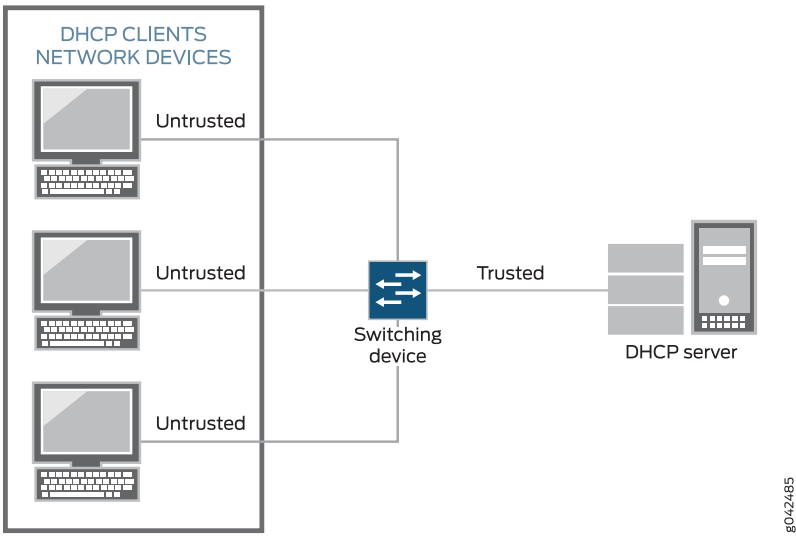 DHCP CLIENTS
NETWORK DEVICES
Untrusted
Untrusted
Trusted
Switching
device
DHCP server
Untrusted
g042485